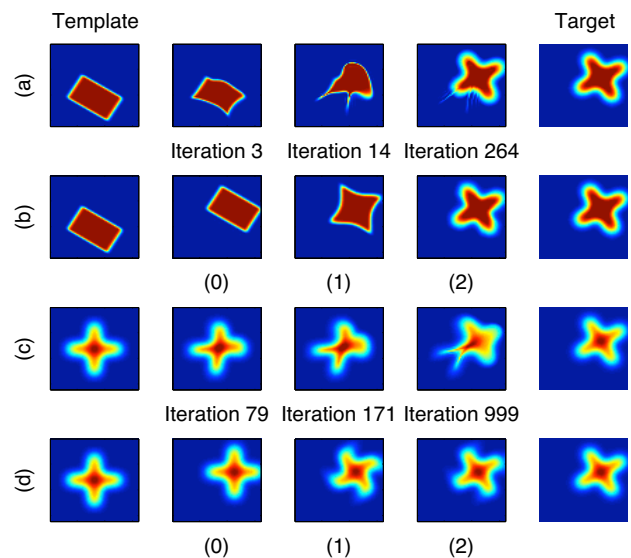 Template Target
(a)
Iteration 3 Iteration 14 Iteration 264
(b)
(0) (1) (2)
(c)
Iteration 79 Iteration 171 Iteration 999
(d)
(0) (1) (2)